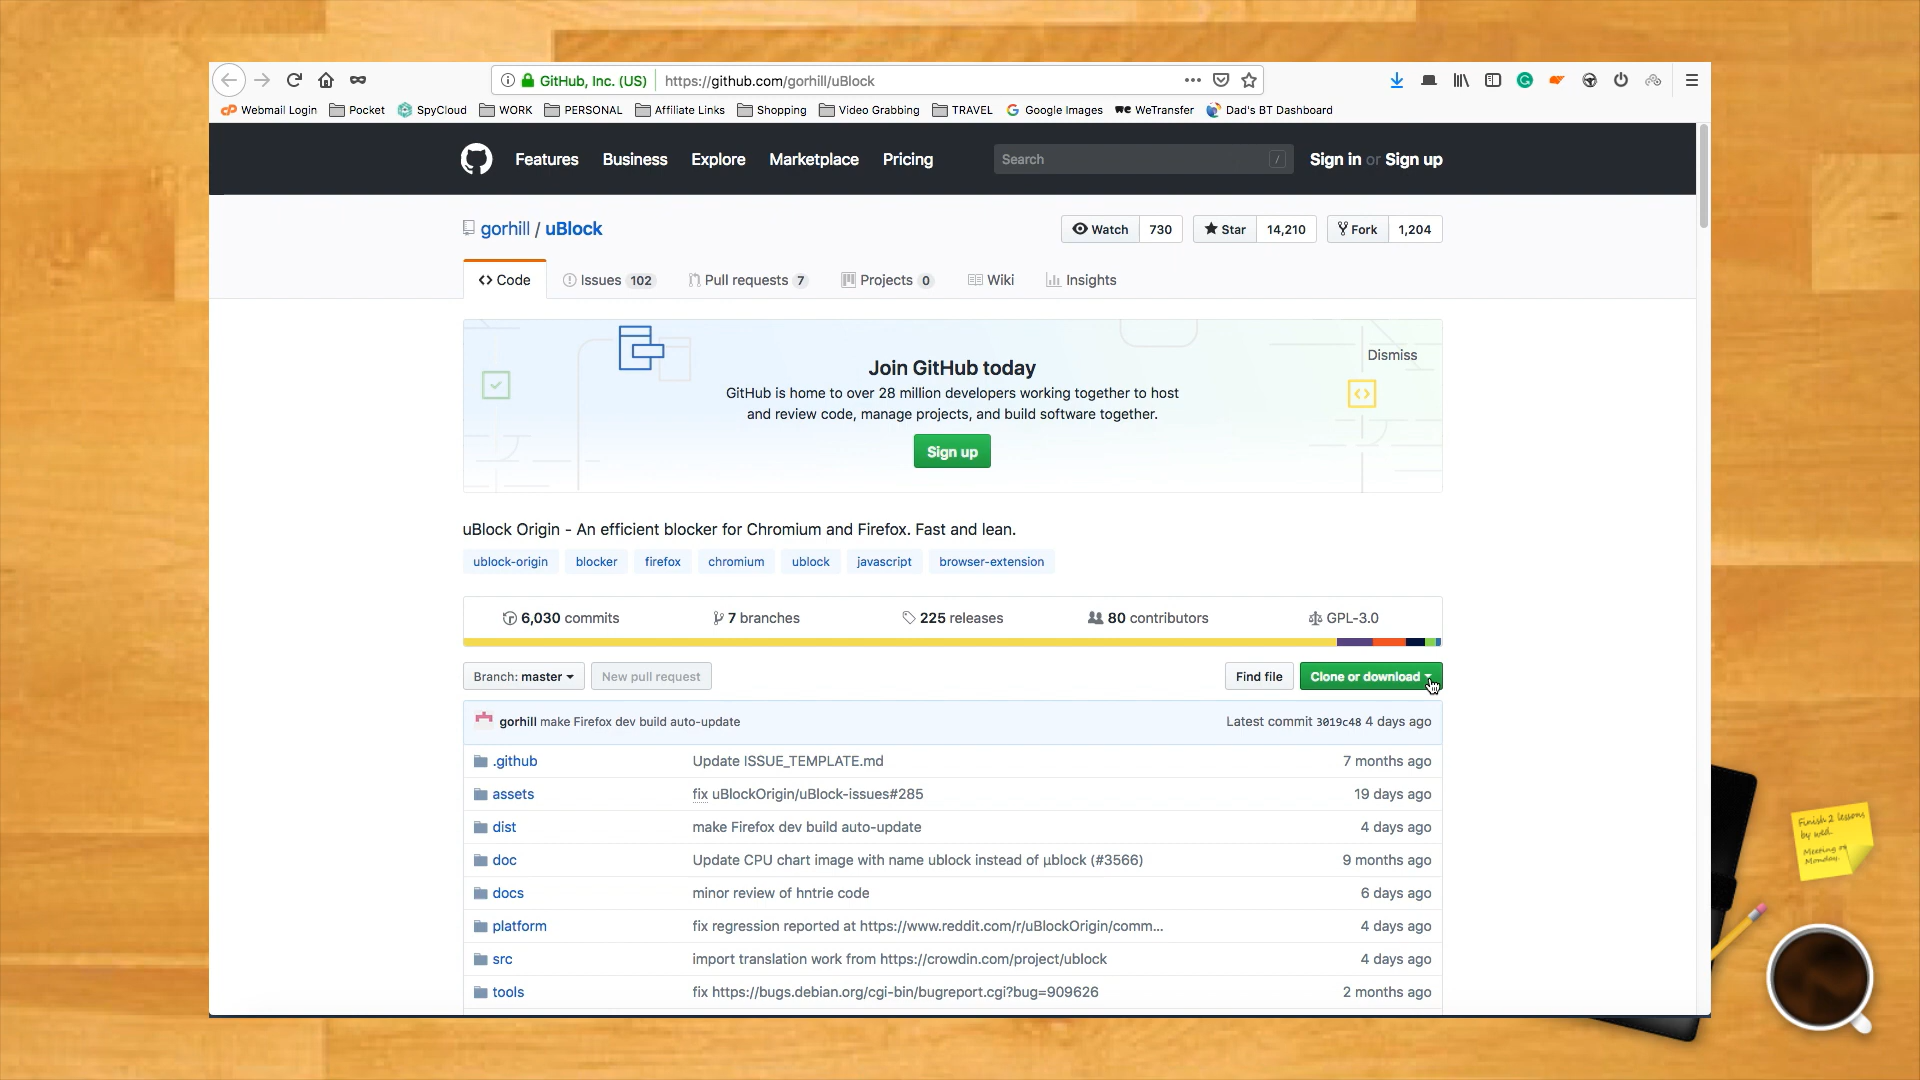 GitHub, Inc. (US) https://github.com/gorhill/uBlock
Webmail Login Pocket SpyCloud WORK PERSONAL Affiliate Links Shopping Video Grabbing TRAVEL Google Images WeTransfer Dad's BT Dashboard
Features Business Explore Marketplace Pricing Search / Sign in or Sign up
gorhill / uBlock Watch 730 Star 14,210 Fork 1,204
Code Issues 102 Pull requests 7 Projects 0 Wiki Insights
Dismiss
Join GitHub today
GitHub is home to over 28 million developers working together to host
and review code, manage projects, and build software together.
Sign up
uBlock Origin - An efficient blocker for Chromium and Firefox. Fast and lean.
ublock-origin blocker firefox chromium ublock javascript browser-extension
6,030 commits 7 branches 225 releases 80 contributors GPL-3.0
Branch: master New pull request Find file Clone or download
gorhill make Firefox dev build auto-update Latest commit 3019c48 4 days ago
.github Update ISSUE_TEMPLATE.md 7 months ago
assets fix uBlockOrigin/uBlock-issues#285 19 days ago
dist make Firefox dev build auto-update 4 days ago
doc Update CPU chart image with name ublock instead of µblock (#3566) 9 months ago
docs minor review of hntrie code 6 days ago
platform fix regression reported at https://www.reddit.com/r/uBlockOrigin/comm... 4 days ago
src import translation work from https://crowdin.com/project/ublock 4 days ago
tools fix https://bugs.debian.org/cgi-bin/bugreport.cgi?bug=909626 2 months ago
Finish 2 lessons
by wed.
Meeting on
Monday.